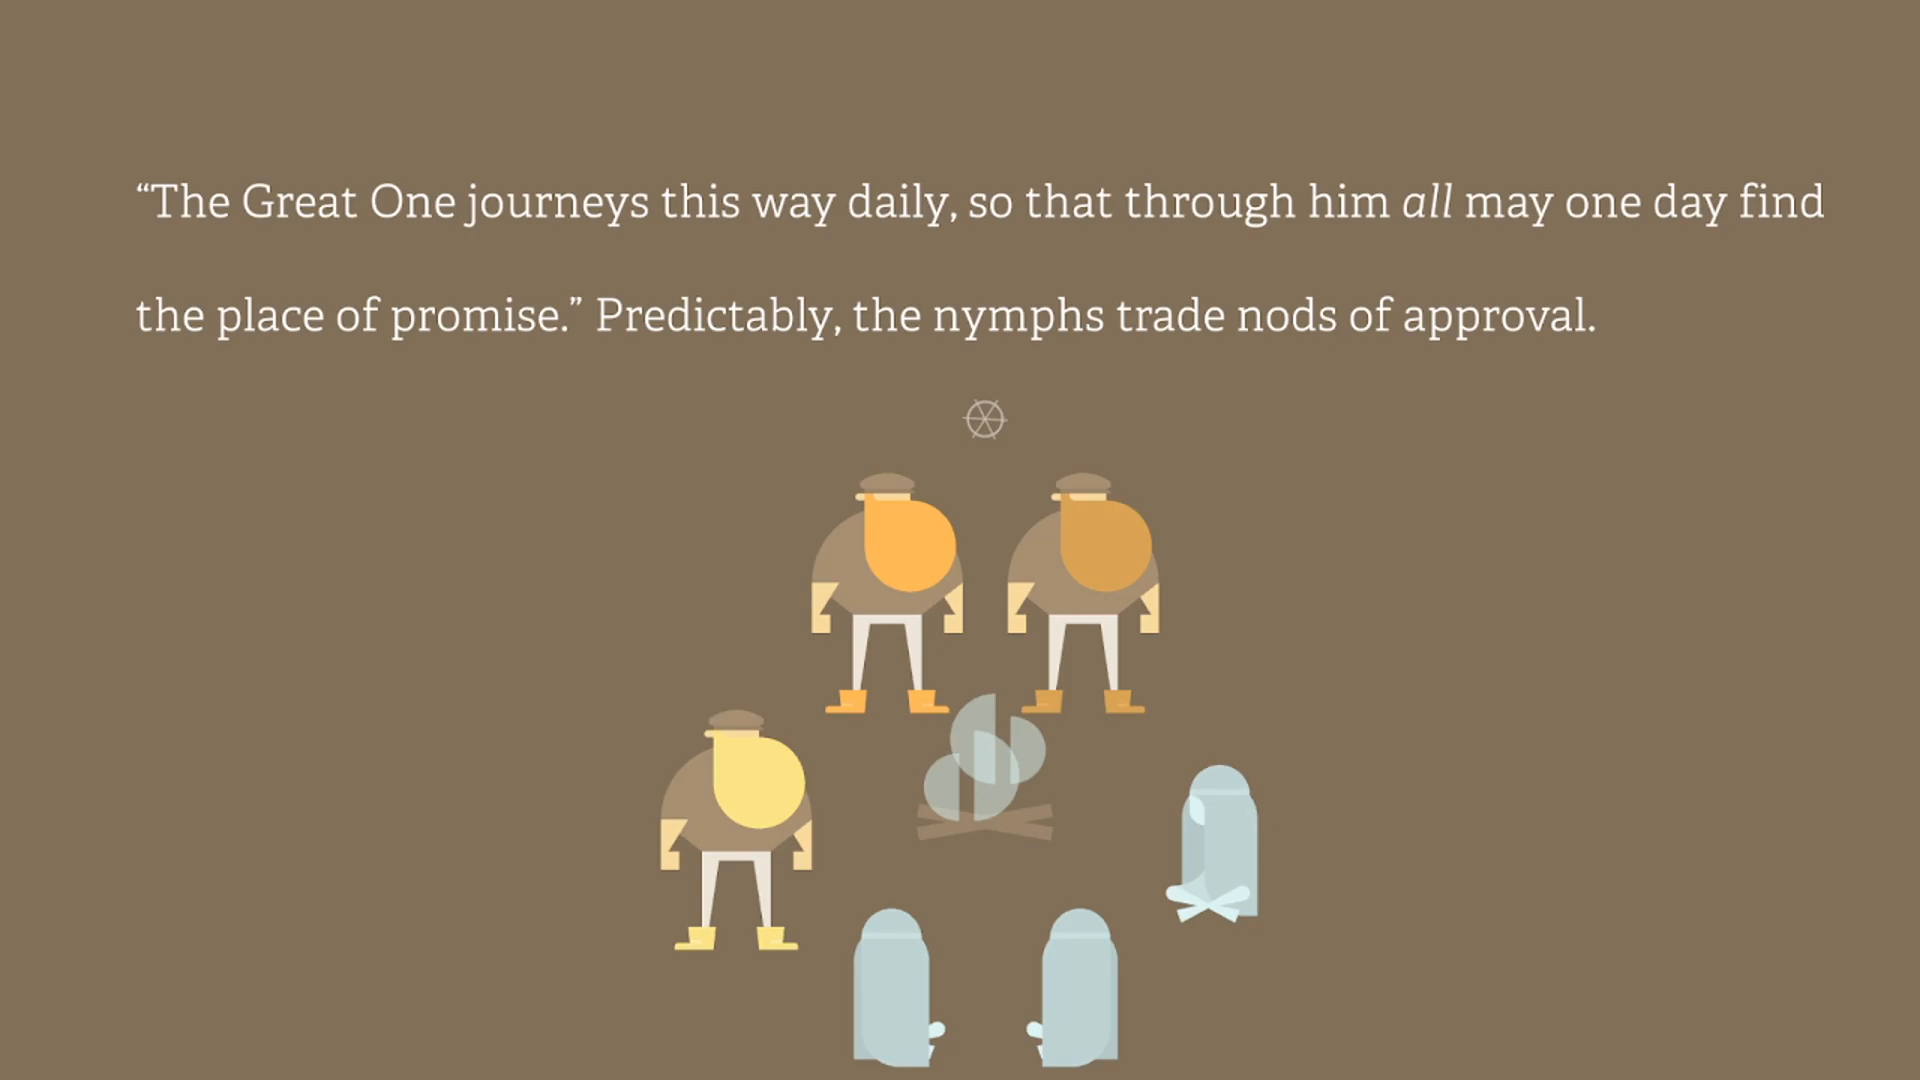 “The Great One journeys this way daily, so that through him all may one day find
the place of promise.” Predictably, the nymphs trade nods of approval.